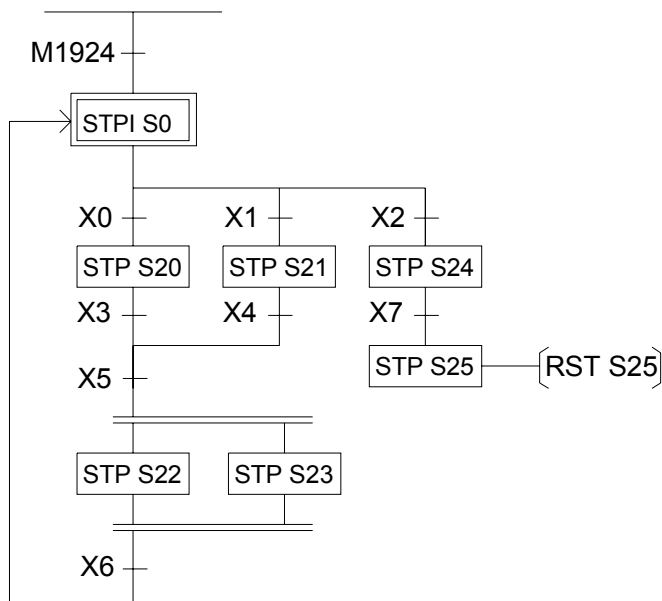 M1924
STPI S0
X0
X1
X2
STP S20
STP S21
STP S24
X3
X4
X7
X5
STP S25
RST S25
STP S22
STP S23
X6